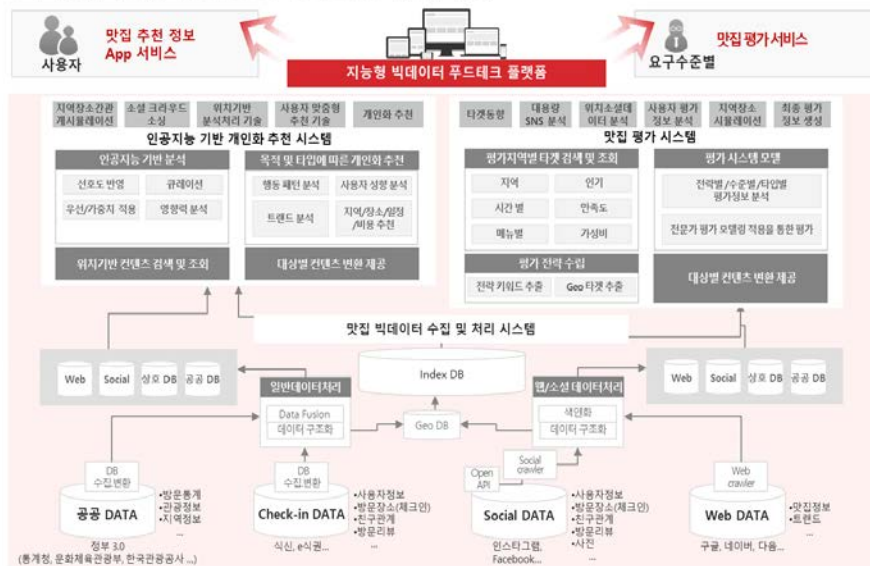 맛집 추천 정보
App 서비스
사용자
지능형 빅데이터 푸드테크 플랫폼
맛집 평가 서비스
요구수준별
지역장소간관
계시뮬레이션
소셜 크라우드
소싱
위치기반
분석처리 기술
사용자 맞춤형
추천 기술
개인화 추천
인공지능 기반 개인화 추천 시스템
인공지능 기반 분석
선호도 반영
큐레이션
우선/가중치 적용
영향력 분석
위치기반 컨텐츠 검색 및 조회
목적 및 타입에 따른 개인화 추천
행동 패턴 분석
사용자 성향 분석
트렌드 분석
지역/장소/일정
/비용 추천
대상별 컨텐츠 변환 제공
타겟동향
대용량
SNS 분석
위치소셜데
이터 분석
사용자 평가
정보 분석
지역장소
시뮬레이션
최종 평가
정보 생성
맛집 평가 시스템
평가지역별 타겟 검색 및 조회
지역
인기
시간 별
만족도
메뉴별
가성비
평가 전략 수립
전략 키워드 추출
Geo 타겟 추출
평가 시스템 모델
전략별 /수준별/타입별
평가정보 분석
전문가 평가 모델링 적용을 통한 평가
대상별 컨텐츠 변환 제공
맛집 빅데이터 수집 및 처리 시스템
Web
Social
상호 DB
공공 DB
일반데이터처리
Data Fusion
데이터 구조화
Index DB
Geo DB
웹/소셜 데이터처리
색인화
데이터 구조화
Web
Social
상호 DB
공공 DB
DB
수집변환
공공 DATA
•방문통계
•관광정보
•지역정보
...
정부 3.0
(통계청, 문화체육관광부, 한국관광공사 ...)
DB
수집변환
Check-in DATA
•사용자정보
•방문장소(체크인)
•친구관계
•방문리뷰
...
식신, e식권...
Open
API
Social
crawler
Social DATA
•사용자정보
•방문장소(체크인)
•친구관계
•방문리뷰
•사진
...
인스타그램,
Facebook...
Web
crawler
Web DATA
•맛집정보
•트렌드
...
구글, 네이버, 다음...